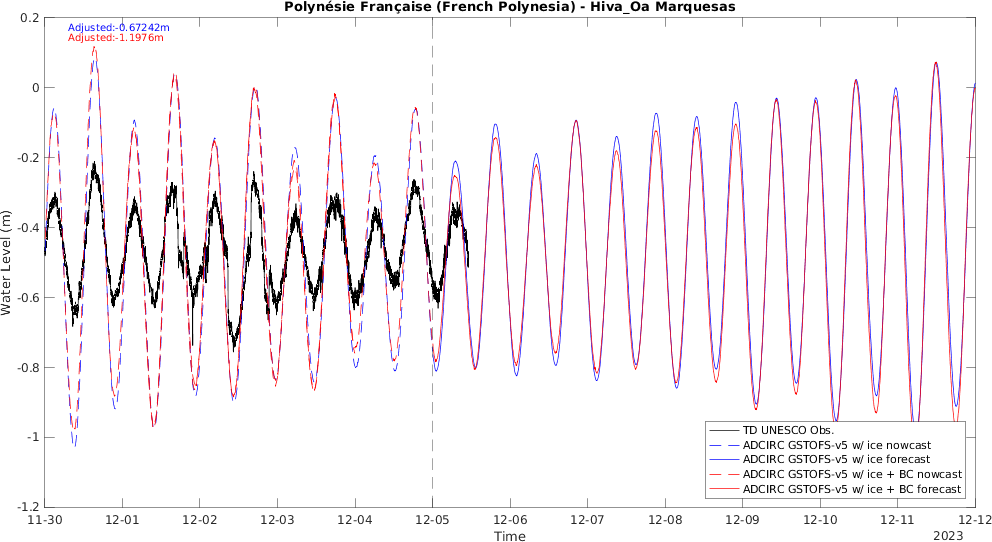 Polynésie Française (French Polynesia) - Hiva_Oa Marquesas
Adjusted:-0.67242m
Adjusted:-1.1976m
Water Level (m)
0.2
0
-0.2
-0.4
-0.6
-0.8
-1
-1.2
TD UNESCO Obs.
ADCIRC GSTOFS-v5 w/ ice nowcast
ADCIRC GSTOFS-v5 w/ ice forecast
ADCIRC GSTOFS-v5 w/ ice + BC nowcast
ADCIRC GSTOFS-v5 w/ ice + BC forecast
11-30 12-01 12-02 12-03 12-04 12-05 12-06 12-07 12-08 12-09 12-10 12-11 12-12
Time
2023